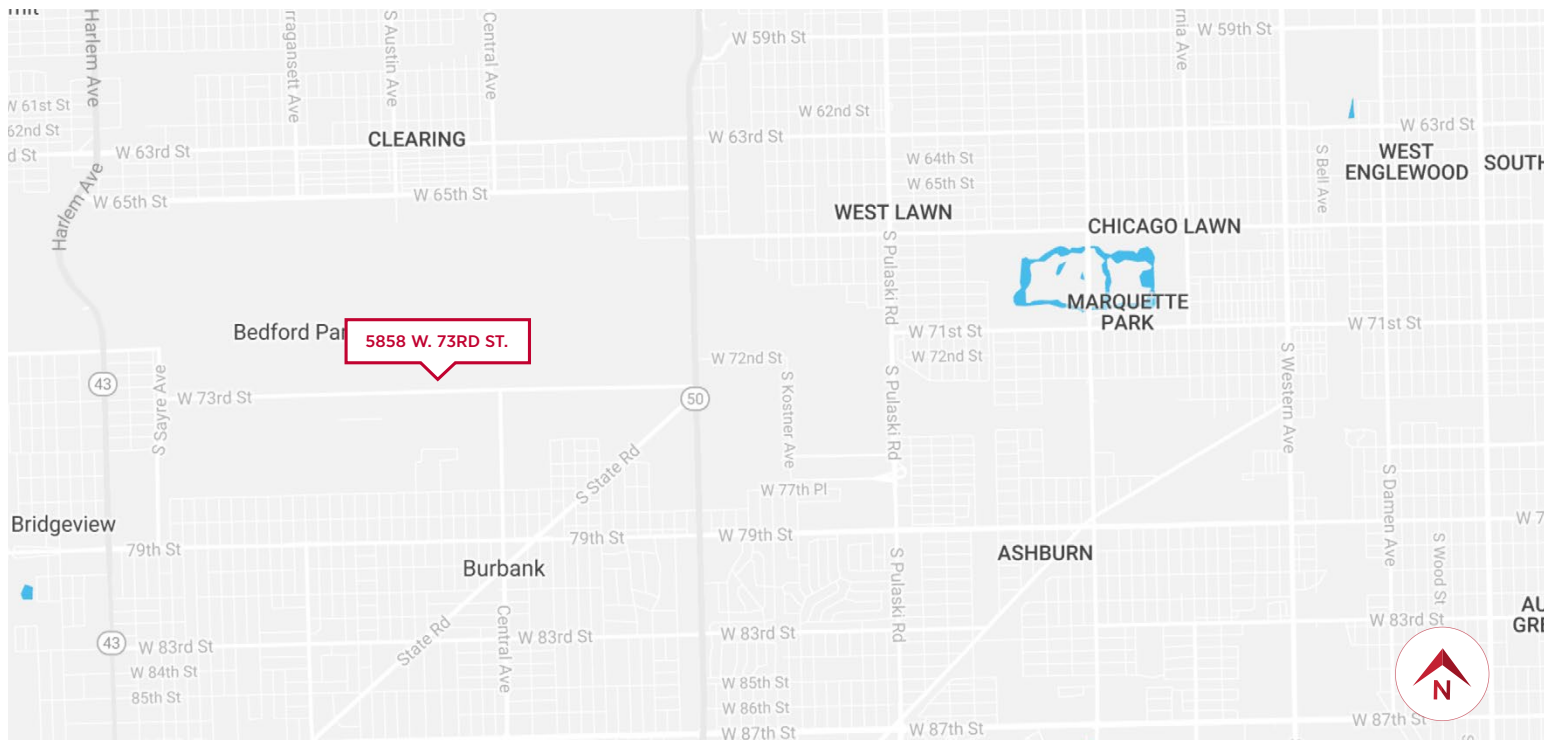 Harlem Ave
S Austin Ave
Central Ave
W 59th St
W 59th St
W 61st St
62nd St
W 62nd St
CLEARING
W 63rd St
W 63rd St
W 63rd St
W 64th St
W 65th St
WEST
ENGLEWOOD
S Bell Ave
Harlem Ave
W 65th St
W 65th St
WEST LAWN
CHICAGO LAWN
S Pulaski Rd
MARQUETTE
PARK
Bedford
5858 W. 73RD ST.
W 71st St
W 71st St
W 72nd St
W 72nd St
43
W 73rd St
50
S Sayre Ave
S Kostner Ave
S Pulaski Rd
S Western Ave
S State Rd
W 77th Pl
S Damen Ave
Bridgeview
79th St
79th St
W 79th St
Burbank
ASHBURN
S Pulaski Rd
S Wood St
43
W 83rd St
State Rd
Central Ave
W 83rd St
W 83rd St
W 83rd St
W 84th St
85th St
W 85th St
W 86th St
W 87th St
W 87th St
W 87th St
N